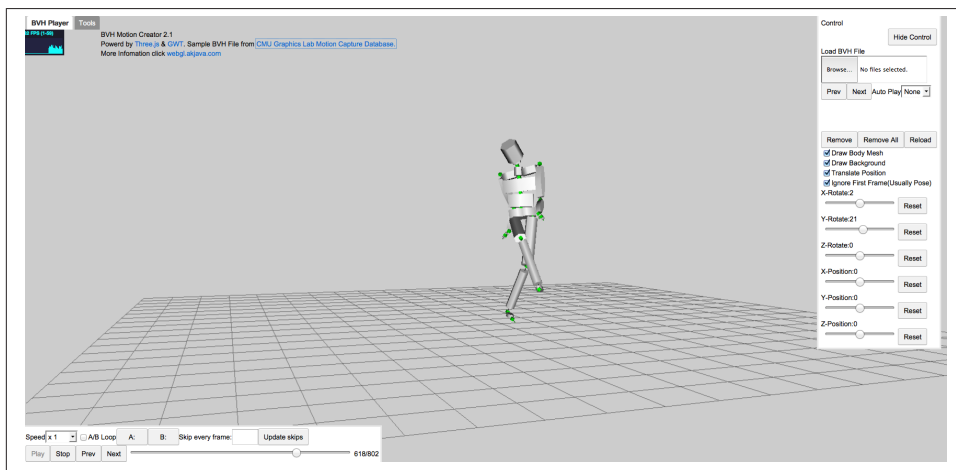 BVH Player Tools
BVH Motion Creator 2.1
Powerd by Three.js & GWT, Sample BVH File from CMU Graphics Lab Motion Capture Database.
More Infomation click webgl.akjava.com
Control
Hide Control
Load BVH File
Browse... No files selected.
Prev Next Auto Play None
Remove Remove All Reload
Draw Body Mesh
Draw Background
Translate Position
Ignore First Frame(Usually Pose)
X-Rotate:2
Reset
Y-Rotate:21
Reset
Z-Rotate:0
Reset
X-Position:0
Reset
Y-Position:0
Reset
Z-Position:0
Reset
Speed x 1 A/B Loop A: B: Skip every frame: Update skips
Play Stop Prev Next 618/802